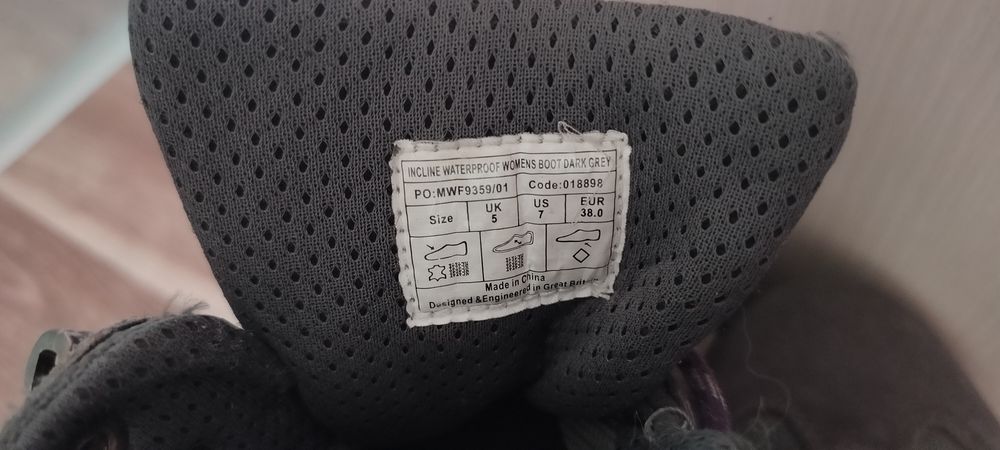 INCLINE WATERPROOF WOMENS BOOT DARK GREY
PO:MWF9359/01 Code:018898
Size UK 5 US 7 EUR 38.0
Made in China
Designed & Engineered in Great